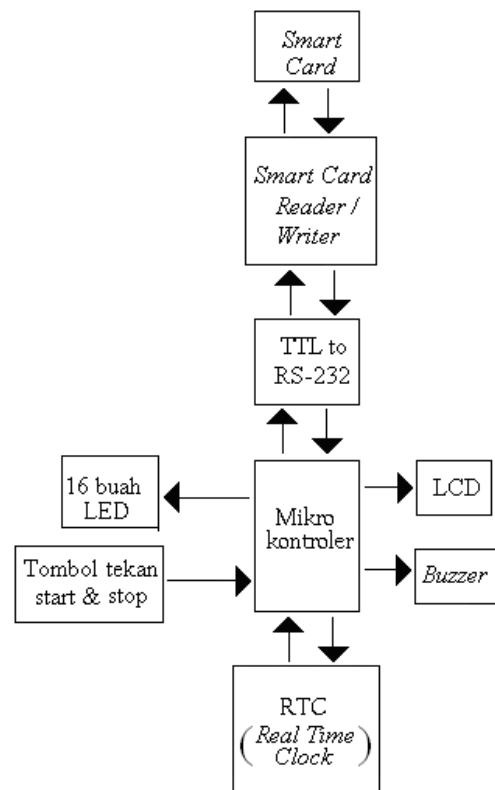 Smart
Card
Smart Card
Reader /
Writer
TTL to
RS-232
16 buah
LED
Mikro
kontroler
LCD
Tombol tekan
start & stop
Buzzer
RTC
(Real Time
Clock)